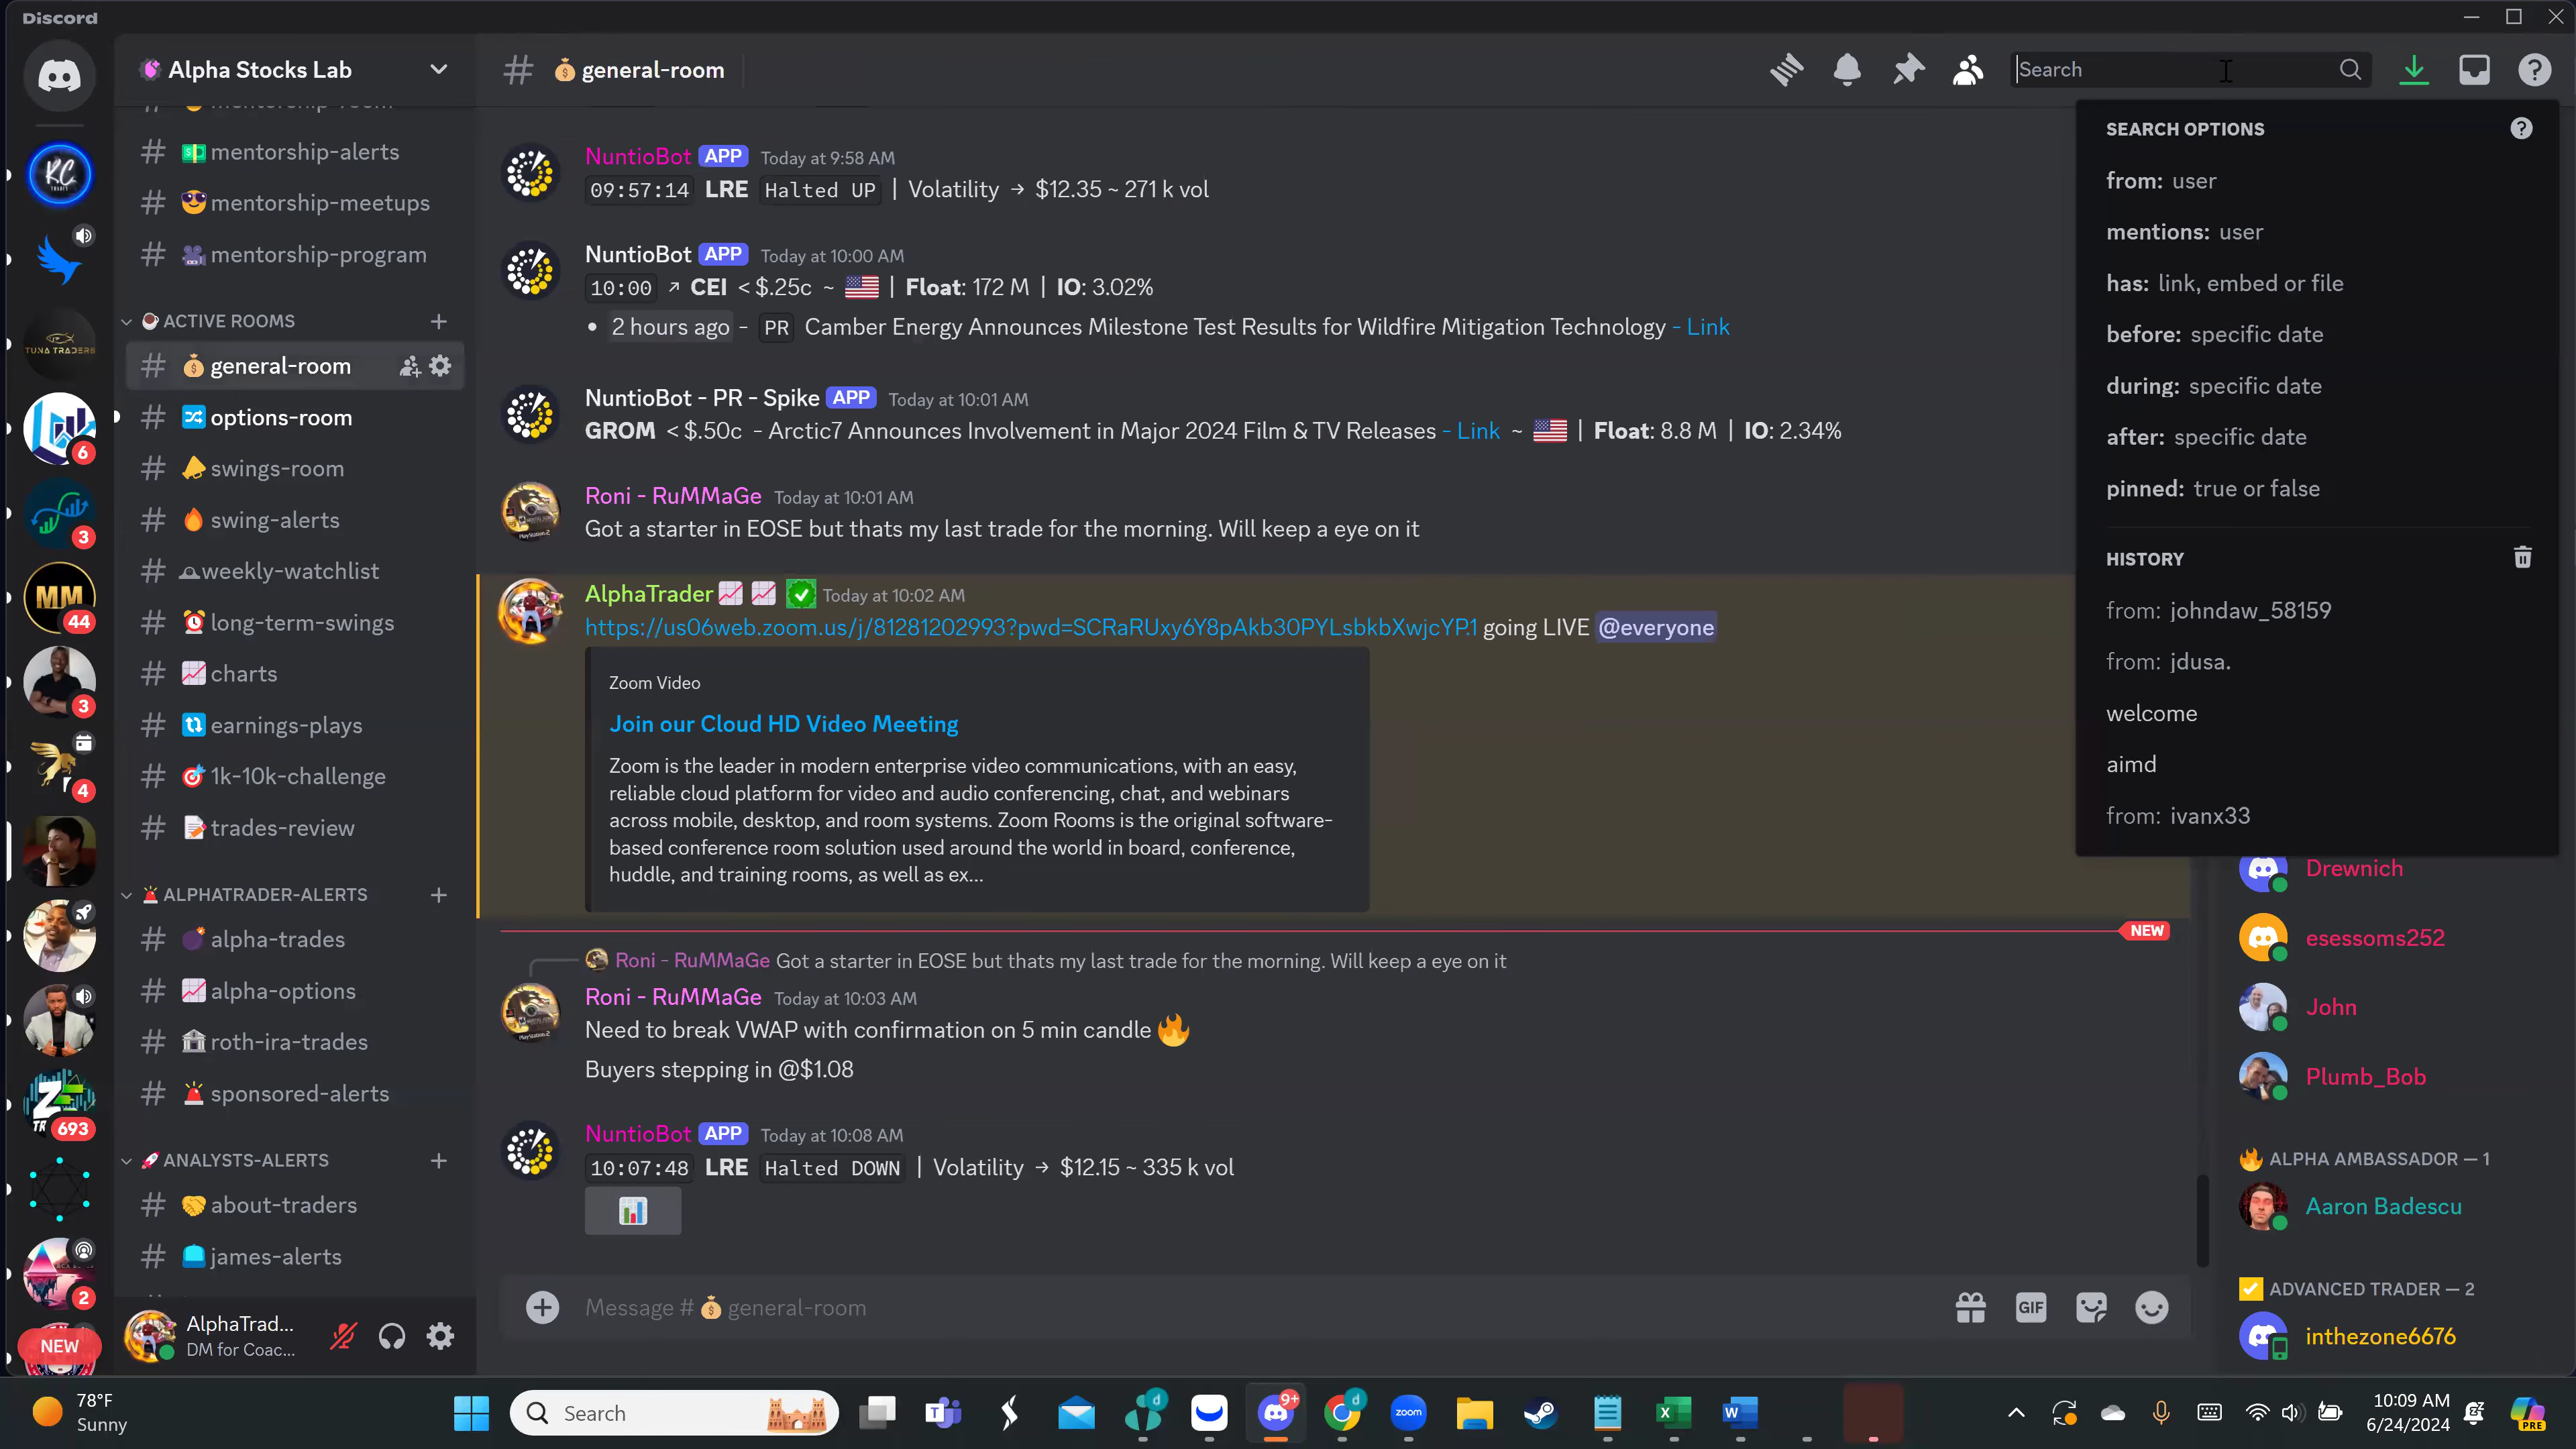 Discord
Alpha Stocks Lab
# general-room
Search
mentorship-alerts
mentorship-meetups
mentorship-program
ACTIVE ROOMS
general-room
options-room
swings-room
swing-alerts
weekly-watchlist
long-term-swings
charts
earnings-plays
1k-10k-challenge
trades-review
ALPHATRADER-ALERTS
alpha-trades
alpha-options
roth-ira-trades
sponsored-alerts
ANALYSTS-ALERTS
about-traders
james-alerts
AlphaTrad...
DM for Coac...
KC
TUNA TRADERS
6
3
MM
44
3
4
693
2
NEW
NuntioBot APP Today at 9:58 AM
09:57:14 LRE Halted UP | Volatility → $12.35 ~ 271 k vol
NuntioBot APP Today at 10:00 AM
10:00 ↗ CEI < $.25c ~ 🇺🇸 | Float: 172 M | IO: 3.02%
• 2 hours ago - PR Camber Energy Announces Milestone Test Results for Wildfire Mitigation Technology - Link
NuntioBot - PR - Spike APP Today at 10:01 AM
GROM < $.50c - Arctic7 Announces Involvement in Major 2024 Film & TV Releases - Link ~ 🇺🇸 | Float: 8.8 M | IO: 2.34%
Roni - RuMMaGe Today at 10:01 AM
Got a starter in EOSE but thats my last trade for the morning. Will keep a eye on it
AlphaTrader Today at 10:02 AM
https://us06web.zoom.us/j/81281202993?pwd=SCRaRUxy6Y8pAkb30PYLsbkbXwjcYP.1 going LIVE @everyone
Zoom Video
Join our Cloud HD Video Meeting
Zoom is the leader in modern enterprise video communications, with an easy,
reliable cloud platform for video and audio conferencing, chat, and webinars
across mobile, desktop, and room systems. Zoom Rooms is the original software-
based conference room solution used around the world in board, conference,
huddle, and training rooms, as well as ex...
NEW
Roni - RuMMaGe Got a starter in EOSE but thats my last trade for the morning. Will keep a eye on it
Roni - RuMMaGe Today at 10:03 AM
Need to break VWAP with confirmation on 5 min candle 🔥
Buyers stepping in @$1.08
NuntioBot APP Today at 10:08 AM
10:07:48 LRE Halted DOWN | Volatility → $12.15 ~ 335 k vol
Message # general-room
GIF
SEARCH OPTIONS
from: user
mentions: user
has: link, embed or file
before: specific date
during: specific date
after: specific date
pinned: true or false
HISTORY
from: johndaw_58159
from: jdusa.
welcome
aimd
from: ivanx33
Drewnich
esessoms252
John
Plumb_Bob
ALPHA AMBASSADOR — 1
Aaron Badescu
ADVANCED TRADER — 2
inthezone6676
78°F
Sunny
Search
9+
zoom
10:09 AM
6/24/2024
PRE